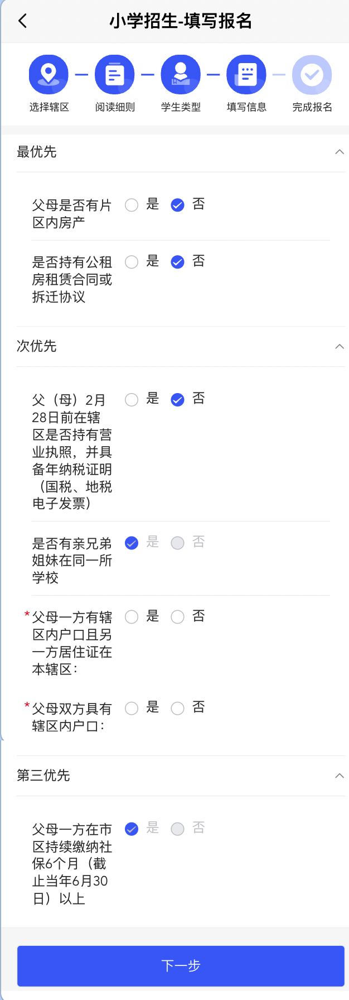 小学招生-填写报名
选择辖区 阅读细则 学生类型 填写信息 完成报名
最优先
父母是否有片 是 否
区内房产
是否持有公租 是 否
房租赁合同或
拆迁协议
次优先
父（母）2月 是 否
28日前在辖
区是否持有营
业执照，并具
备年纳税证明
（国税、地税
电子发票）
是否有亲兄弟 是 否
姐妹在同一所
学校
*父母一方有辖 是 否
区内户口且另
一方居住证在
本辖区：
*父母双方具有 是 否
辖区内户口：
第三优先
父母一方在市 是 否
区持续缴纳社
保6个月（截
止当年6月30
日）以上
下一步